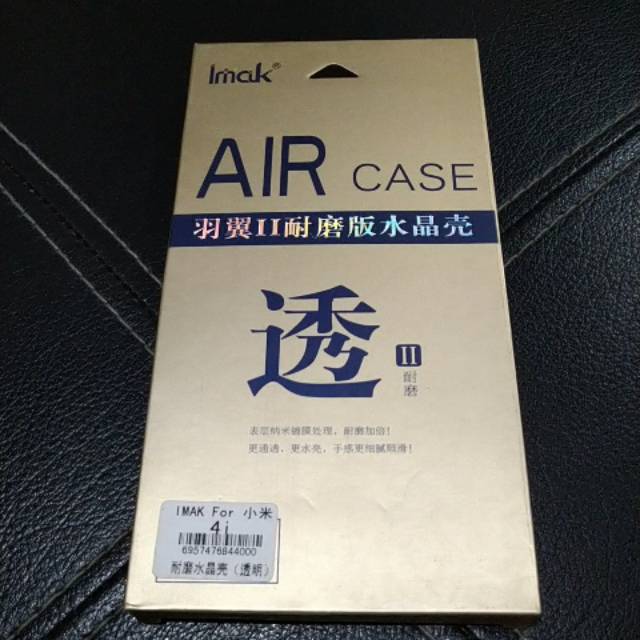 Imak®
AIR CASE
羽翼II耐磨版水晶壳
透
II
耐磨
表层纳米镀膜处理，耐磨加倍！
更通透、更水亮，手感更细腻顺滑！
IMAK For 小米
4i
6957476844000
耐磨水晶壳（透明）